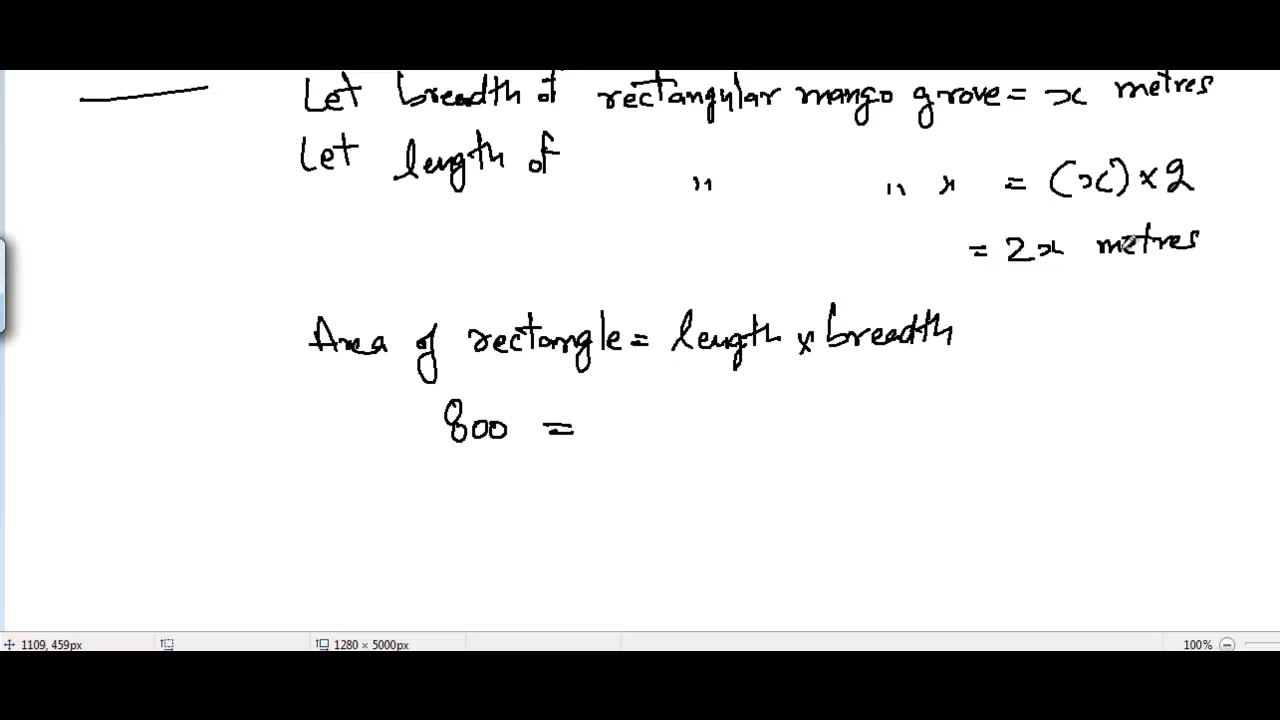 Let breadth of rectangular mango grove = x metres
Let length of " " " = (x) × 2
= 2x metres
Area of rectangle = length × breadth
800 =
1109, 459px 1280 × 5000px 100%